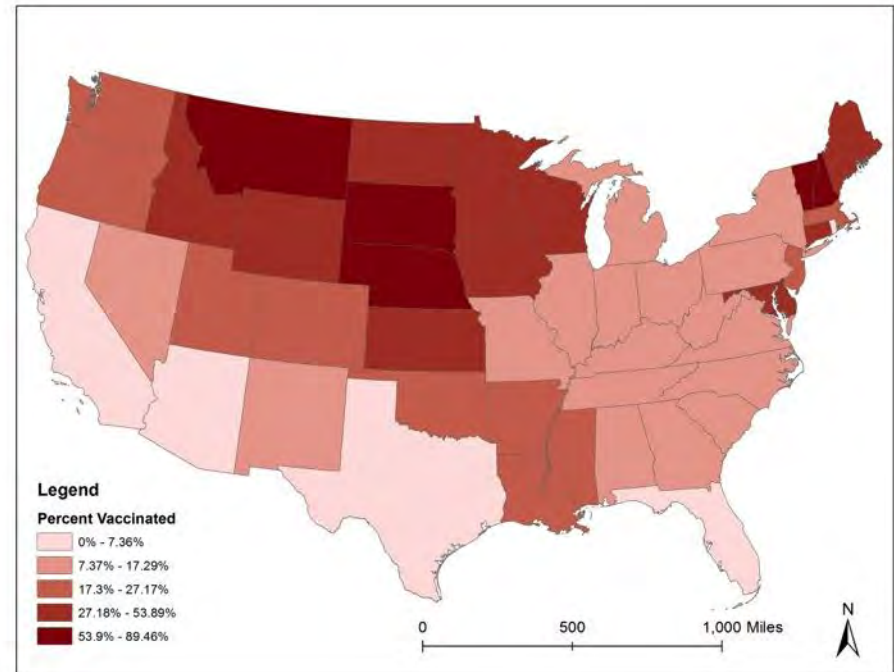 Legend
Percent Vaccinated
0% - 7.36%
7.37% - 17.29%
17.3% - 27.17%
27.18% - 53.89%
53.9% - 89.46%
0 500 1,000 Miles
N